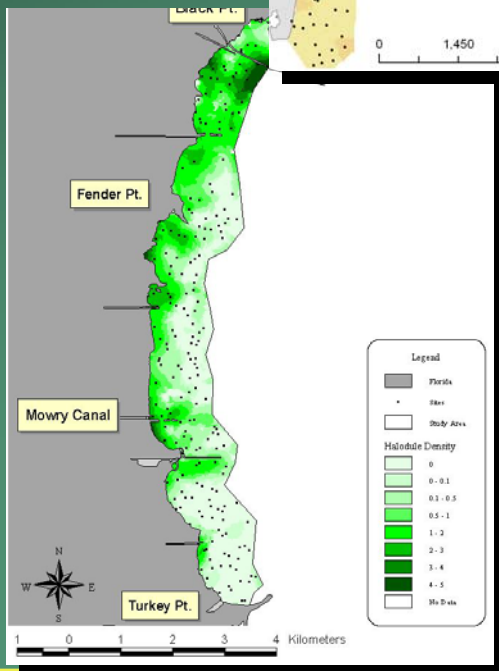 Black Pt.
0 1,450
Fender Pt.
Mowry Canal
Turkey Pt.
Legend
Florida
Sites
Study Area
Halodule Density
0
0 - 0.1
0.1 - 0.5
0.5 - 1
1 - 2
2 - 3
3 - 4
4 - 5
No Data
N
W E
S
1 0 1 2 3 4 Kilometers